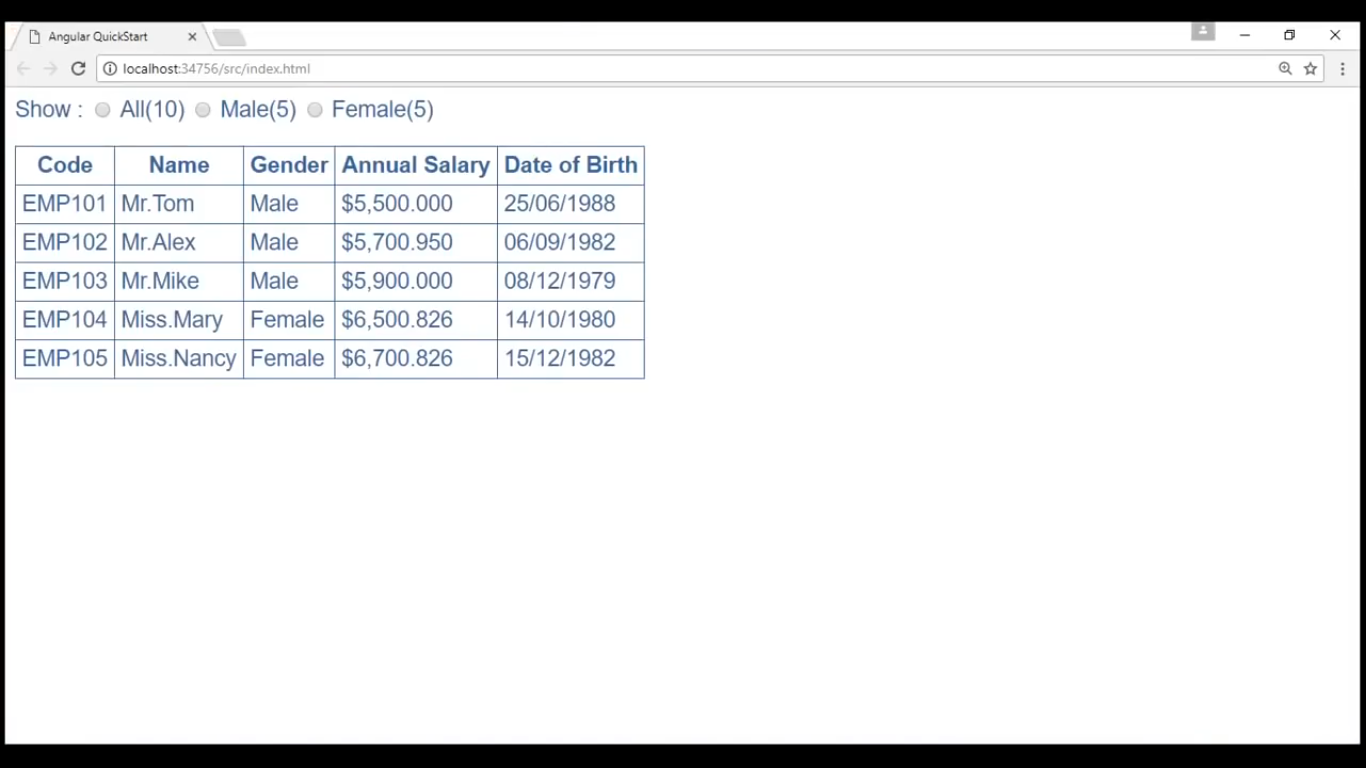 Angular QuickStart
localhost:34756/src/index.html
Show : All(10) Male(5) Female(5)
Code Name Gender Annual Salary Date of Birth
EMP101 Mr.Tom Male $5,500.000 25/06/1988
EMP102 Mr.Alex Male $5,700.950 06/09/1982
EMP103 Mr.Mike Male $5,900.000 08/12/1979
EMP104 Miss.Mary Female $6,500.826 14/10/1980
EMP105 Miss.Nancy Female $6,700.826 15/12/1982